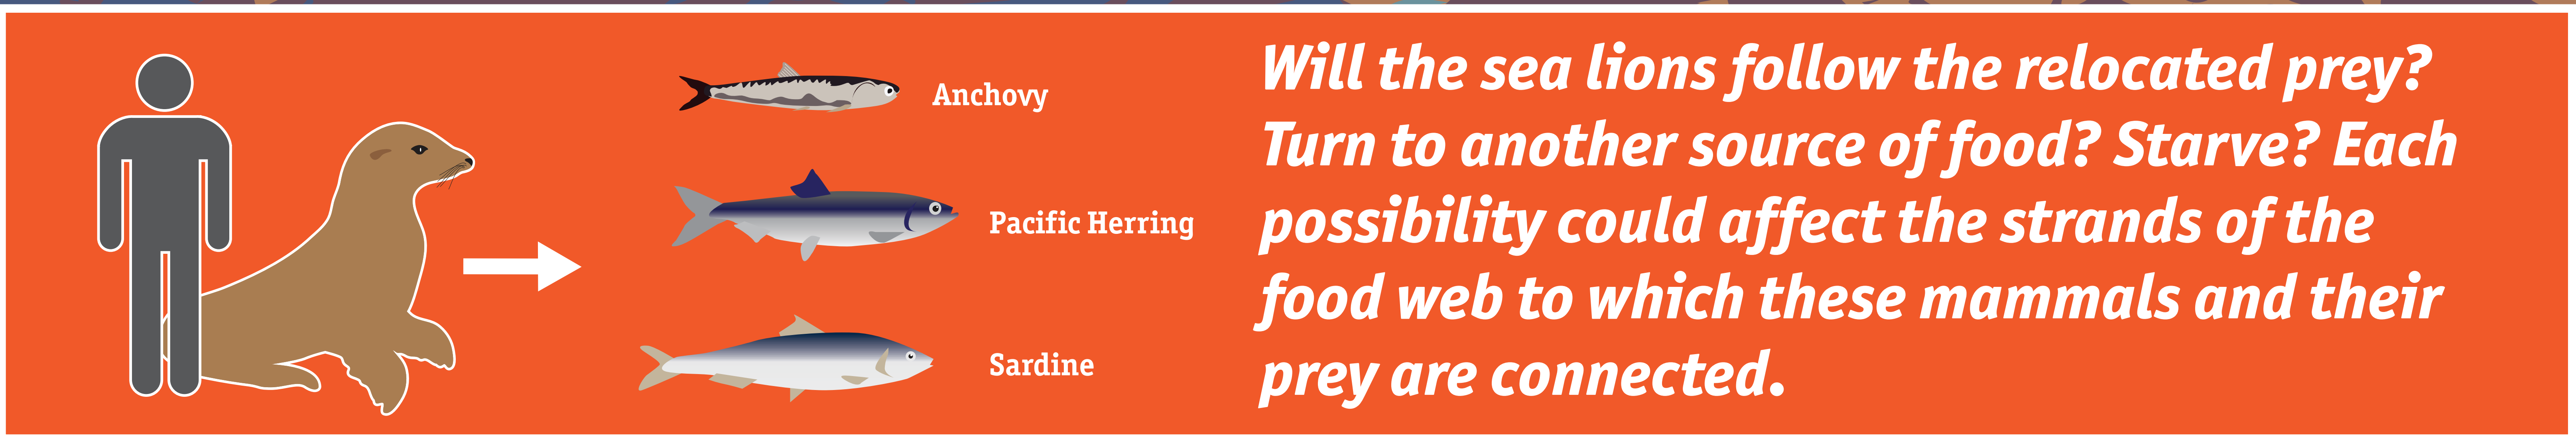 Anchovy
Pacific Herring
Sardine
Will the sea lions follow the relocated prey?
Turn to another source of food? Starve? Each
possibility could affect the strands of the
food web to which these mammals and their
prey are connected.